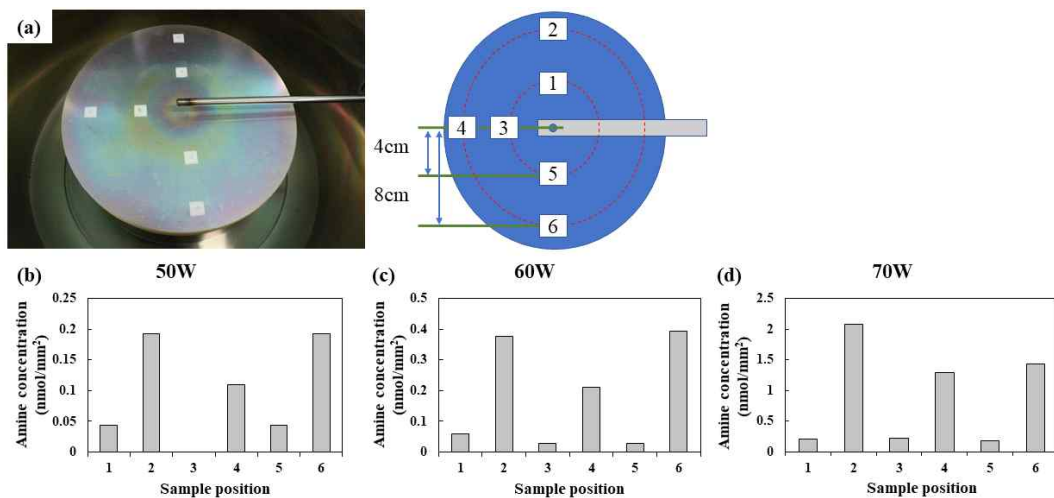 (a)
2
1
4
3
4cm
5
8cm
6
(b)
50W
Amine concentration
(nmol/mm²)
0.25
0.2
0.15
0.1
0.05
0
1 2 3 4 5 6
Sample position
(c)
60W
Amine concentration
(nmol/mm²)
0.5
0.4
0.3
0.2
0.1
0
1 2 3 4 5 6
Sample position
(d)
70W
Amine concentration
(nmol/mm²)
2.5
2
1.5
1
0.5
0
1 2 3 4 5 6
Sample position